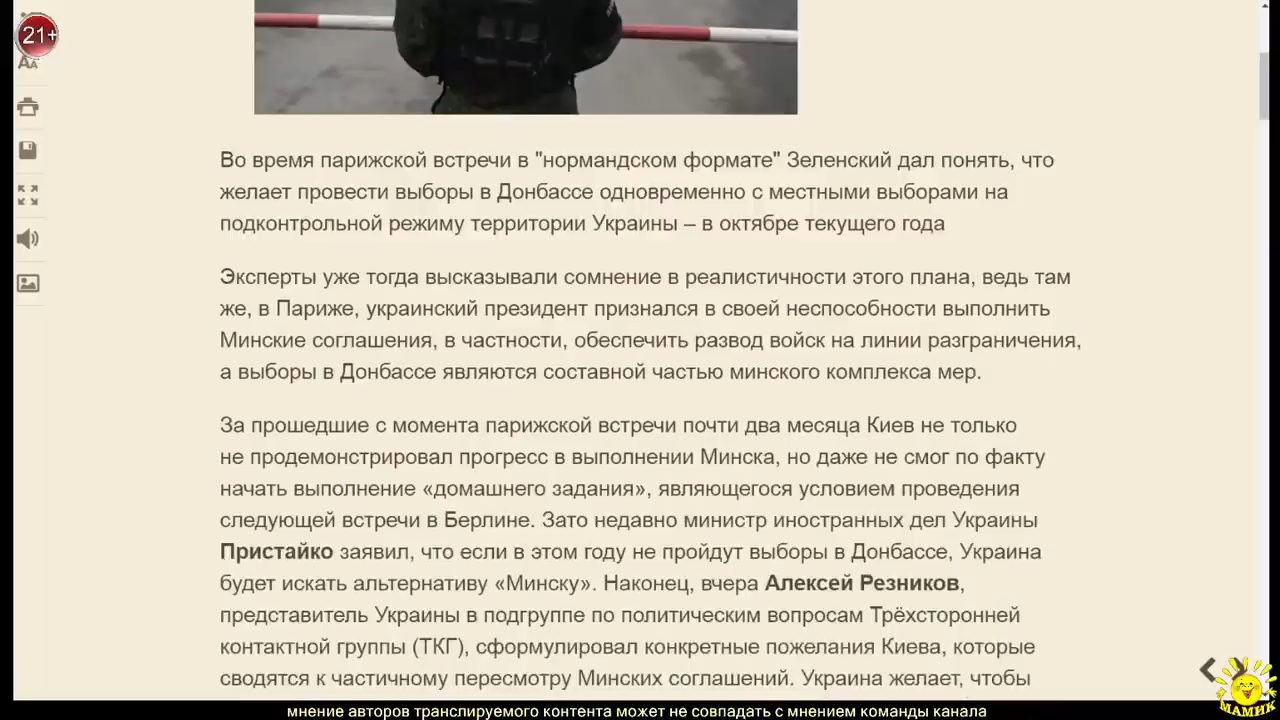 21+
AA
Во время парижской встречи в "нормандском формате" Зеленский дал понять, что
желает провести выборы в Донбассе одновременно с местными выборами на
подконтрольной режиму территории Украины – в октябре текущего года
Эксперты уже тогда высказывали сомнение в реалистичности этого плана, ведь там
же, в Париже, украинский президент признался в своей неспособности выполнить
Минские соглашения, в частности, обеспечить развод войск на линии разграничения,
а выборы в Донбассе являются составной частью минского комплекса мер.
За прошедшие с момента парижской встречи почти два месяца Киев не только
не продемонстрировал прогресс в выполнении Минска, но даже не смог по факту
начать выполнение «домашнего задания», являющегося условием проведения
следующей встречи в Берлине. Зато недавно министр иностранных дел Украины
Пристайко заявил, что если в этом году не пройдут выборы в Донбассе, Украина
будет искать альтернативу «Минску». Наконец, вчера Алексей Резников,
представитель Украины в подгруппе по политическим вопросам Трёхсторонней
контактной группы (ТКГ), сформулировал конкретные пожелания Киева, которые
сводятся к частичному пересмотру Минских соглашений. Украина желает, чтобы
МАМИК
мнение авторов транслируемого контента может не совпадать с мнением команды канала